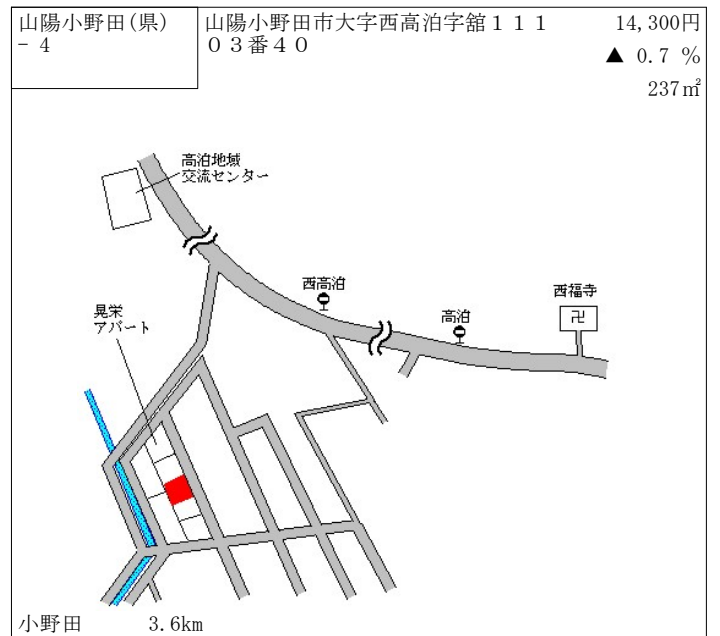 山陽小野田(県)
- 4
山陽小野田市大字西高泊字舘１１１
０３番４０
14,300円
▲ 0.7 %
237㎡
高泊地域
交流センター
西高泊
高泊
西福寺
卍
晃栄
アパート
小野田 3.6km